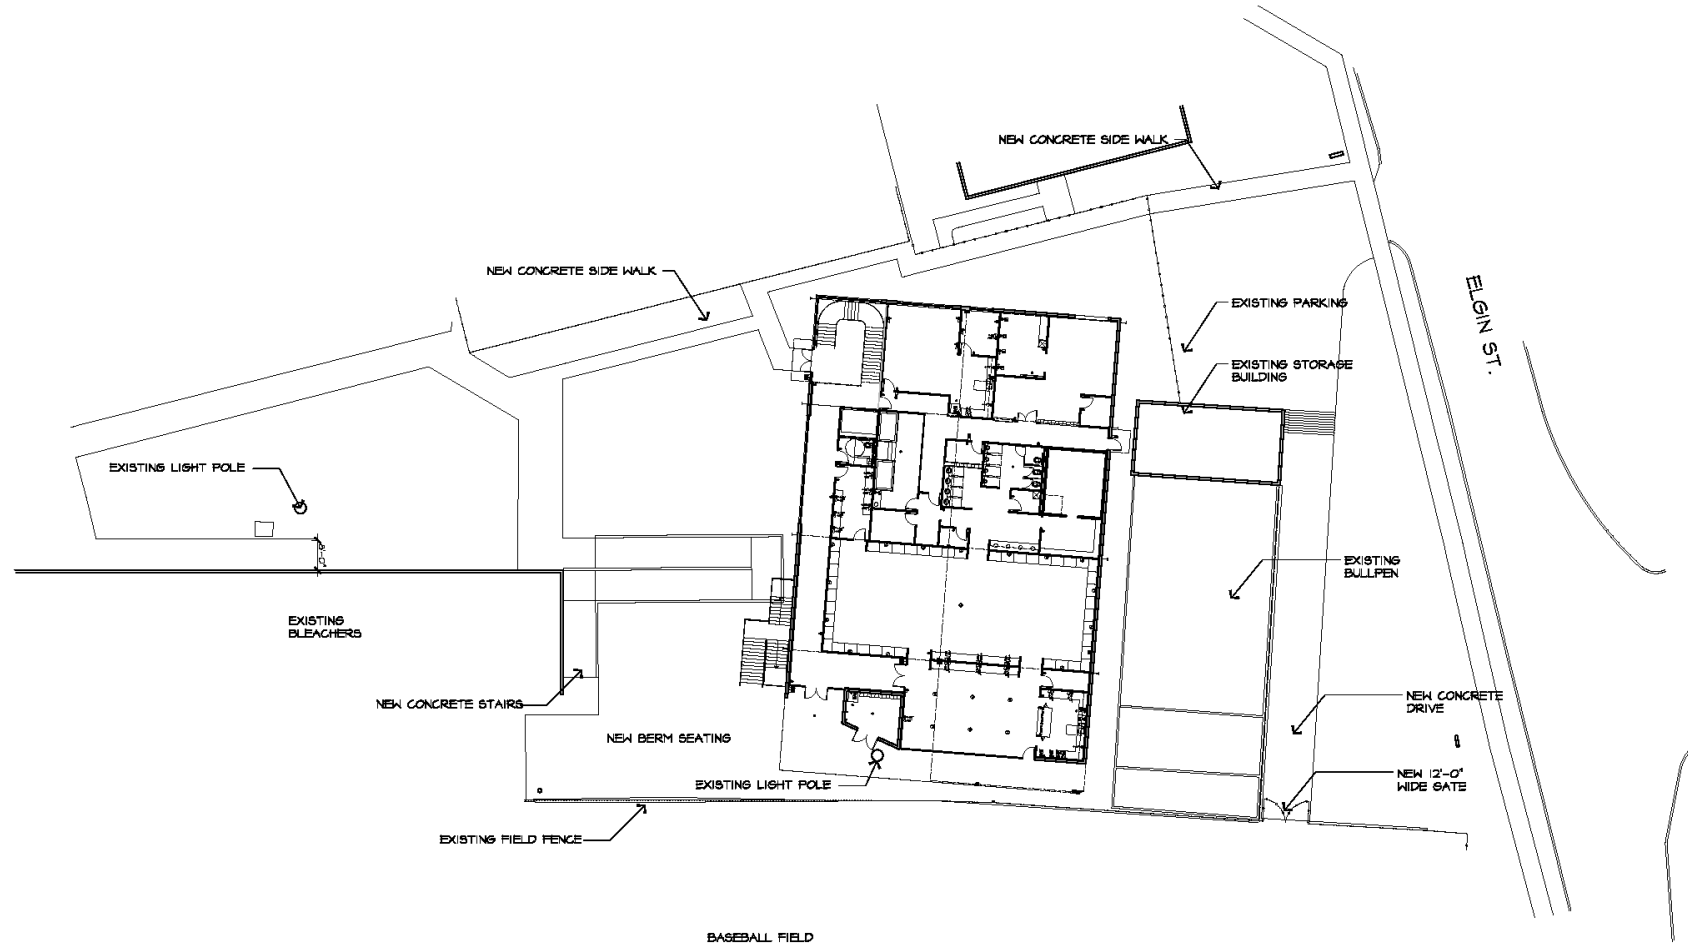 NEW CONCRETE SIDE WALK
NEW CONCRETE SIDE WALK
ELGIN ST.
EXISTING PARKING
EXISTING STORAGE
BUILDING
EXISTING LIGHT POLE
EXISTING
BULLPEN
EXISTING
BLEACHERS
NEW CONCRETE STAIRS
NEW CONCRETE
DRIVE
NEW BERM SEATING
EXISTING LIGHT POLE
NEW 12'-0"
WIDE GATE
EXISTING FIELD FENCE
BASEBALL FIELD